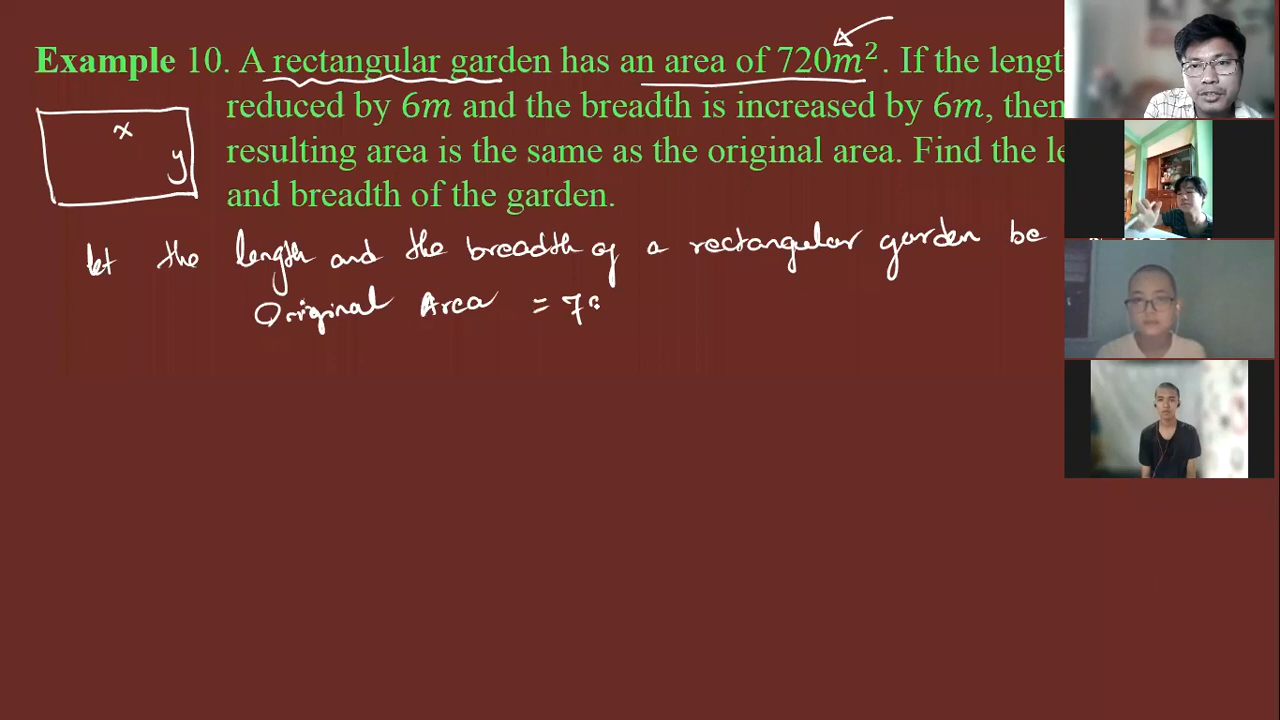 Example 10. A rectangular garden has an area of 720m². If the lengt
reduced by 6m and the breadth is increased by 6m, then
resulting area is the same as the original area. Find the le
and breadth of the garden.
x
y
let the length and the breadth of a rectangular garden be
Original Area = 7